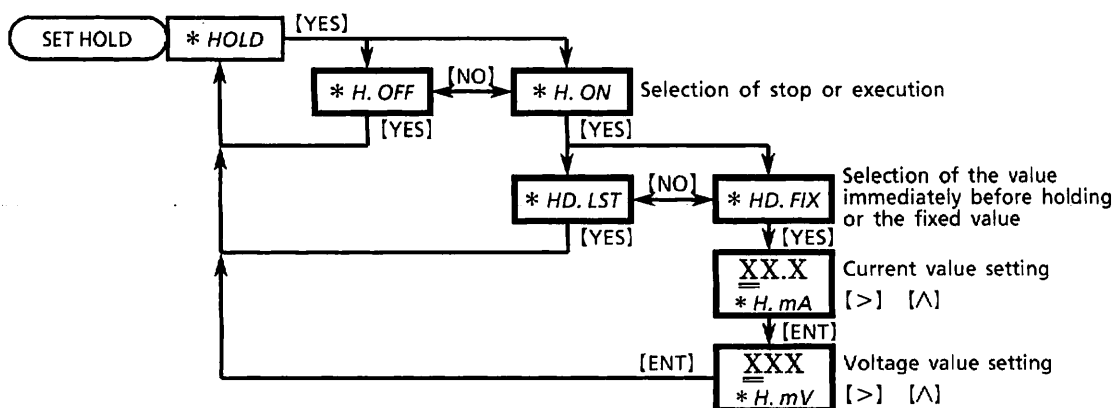 SET HOLD * HOLD [YES]
* H. OFF [NO] * H. ON Selection of stop or execution
[YES] [YES]
* HD. LST [NO] * HD. FIX Selection of the value
immediately before holding
or the fixed value
[YES] [YES]
XX.X Current value setting
* H. mA [>] [∧]
[ENT]
[ENT] XXX Voltage value setting
* H. mV [>] [∧]